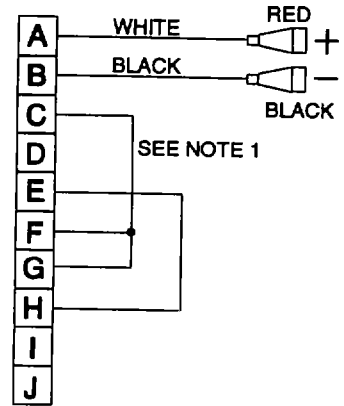 RED
A WHITE +
B BLACK −
BLACK
C
D SEE NOTE 1
E
F
G
H
I
J